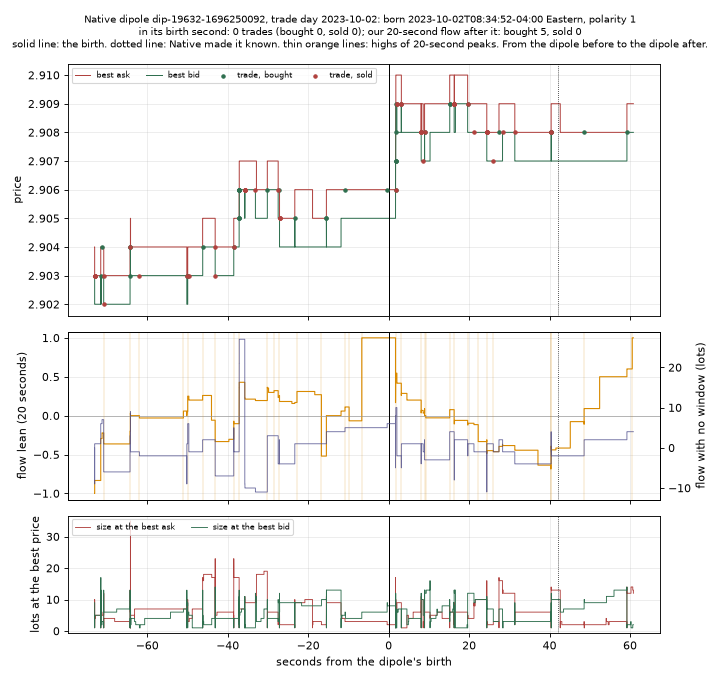 Native dipole dip-19632-1696250092, trade day 2023-10-02: born 2023-10-02T08:34:52-04:00 Eastern, polarity 1
in its birth second: 0 trades (bought 0, sold 0); our 20-second flow after it: bought 5, sold 0
solid line: the birth. dotted line: Native made it known. thin orange lines: highs of 20-second peaks. From the dipole before to the dipole after.
best ask
best bid
trade, bought
trade, sold
price
2.910
2.909
2.908
2.907
2.906
2.905
2.904
2.903
2.902
flow lean (20 seconds)
1.0
0.5
0.0
−0.5
−1.0
flow with no window (lots)
20
10
0
−10
size at the best ask
size at the best bid
lots at the best price
30
20
10
0
−60
−40
−20
0
20
40
60
seconds from the dipole's birth